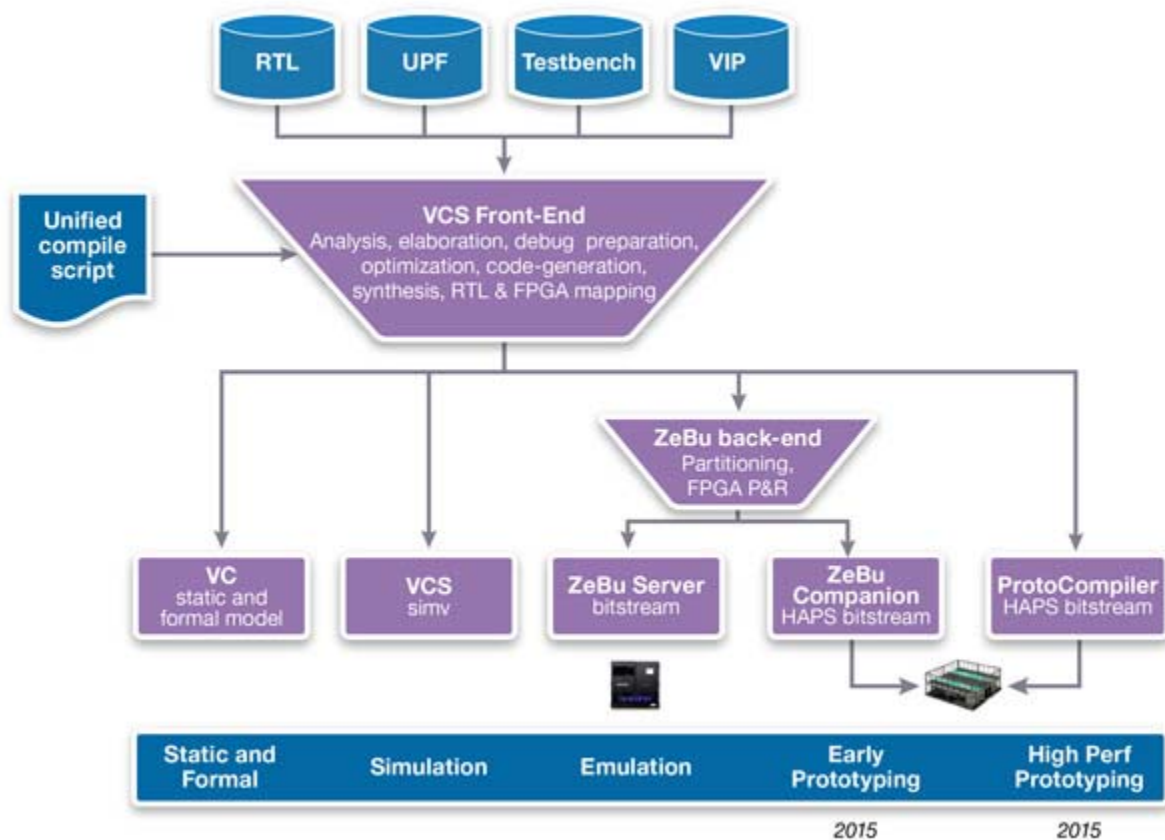 RTL
UPF
Testbench
VIP
Unified
compile
script
VCS Front-End
Analysis, elaboration, debug preparation,
optimization, code-generation,
synthesis, RTL & FPGA mapping
ZeBu back-end
Partitioning,
FPGA P&R
VC
static and
formal model
VCS
simv
ZeBu Server
bitstream
ZeBu
Companion
HAPS bitstream
ProtoCompiler
HAPS bitstream
Static and
Formal
Simulation
Emulation
Early
Prototyping
High Perf
Prototyping
2015
2015